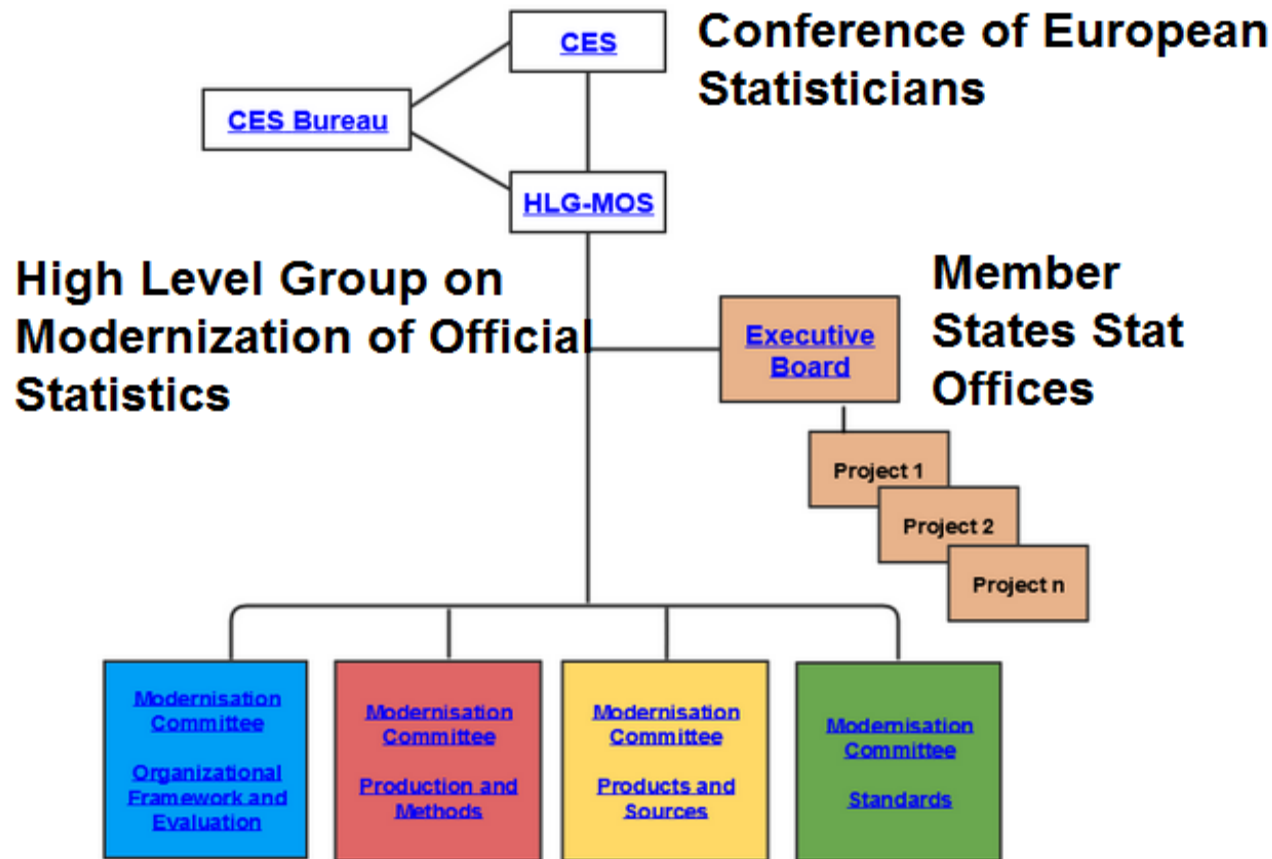 CES
Conference of European
Statisticians
CES Bureau
HLG-MOS
High Level Group on
Modernization of Official
Statistics
Executive
Board
Member
States Stat
Offices
Project 1
Project 2
Project n
Modernisation
Committee
Organizational
Framework and
Evaluation
Modernisation
Committee
Production and
Methods
Modernisation
Committee
Products and
Sources
Modernisation
Committee
Standards